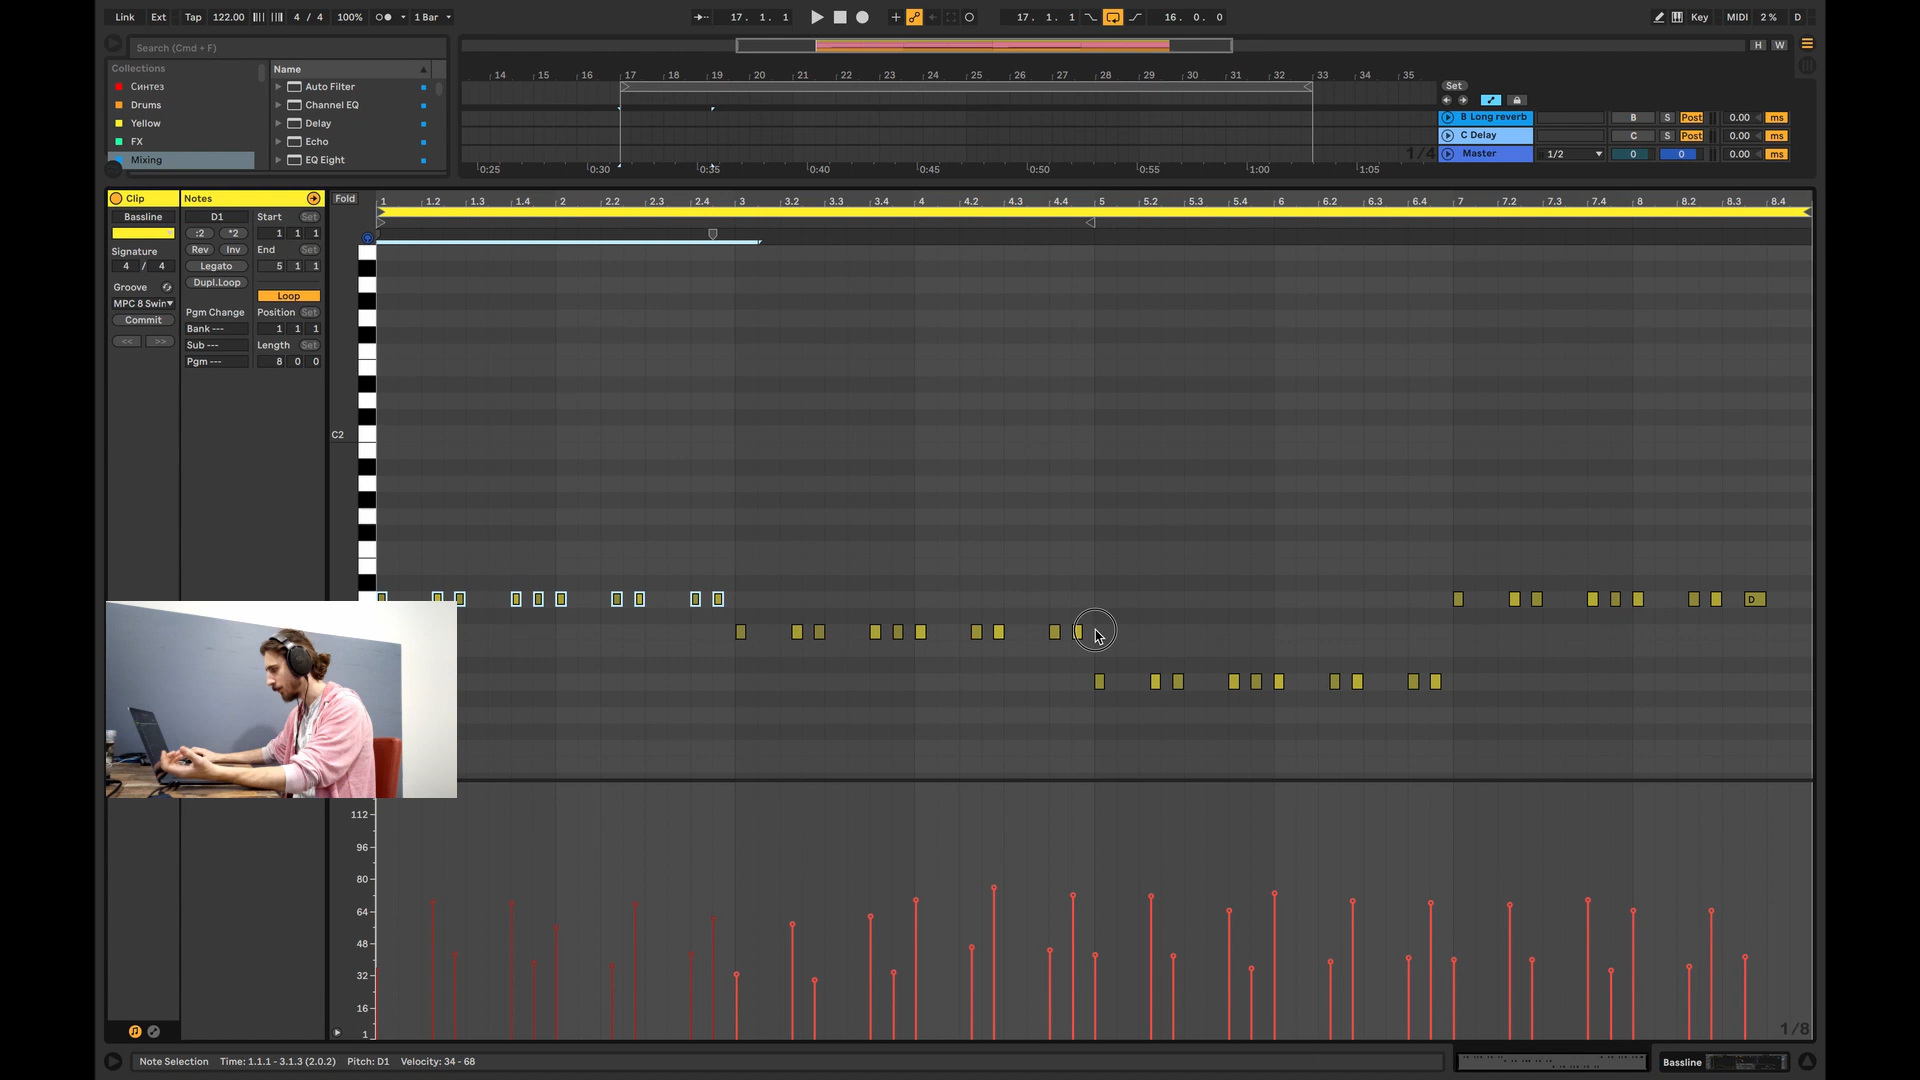 Link Ext Tap 122.00 4 / 4 100% 1 Bar 17. 1. 1 17. 1. 1 16. 0. 0 Key MIDI 2 % D
Search (Cmd + F) H W
Collections Name
Синтез Auto Filter
Drums Channel EQ
Yellow Delay
FX Echo
Mixing EQ Eight
14 15 16 17 18 19 20 21 22 23 24 25 26 27 28 29 30 31 32 33 34 35
Set
B Long reverb B S Post 0.00 ms
C Delay C S Post 0.00 ms
1/4 Master 1/2 0 0 0.00 ms
0:25 0:30 0:35 0:40 0:45 0:50 0:55 1:00 1:05
Clip Notes Fold 1 1.2 1.3 1.4 2 2.2 2.3 2.4 3 3.2 3.3 3.4 4 4.2 4.3 4.4 5 5.2 5.3 5.4 6 6.2 6.3 6.4 7 7.2 7.3 7.4 8 8.2 8.3 8.4
Bassline D1 Start Set
:2 *2 1 1 1
Signature Rev Inv End Set
4 / 4 Legato 5 1 1
Groove Dupl.Loop
MPC 8 Swin Loop
Commit Pgm Change Position Set
<< >> Bank --- 1 1 1
Sub --- Length Set
Pgm --- 8 0 0
C2
D
112
96
80
64
48
32
16
1
1/8
Note Selection Time: 1.1.1 - 3.1.3 (2.0.2) Pitch: D1 Velocity: 34 - 68 Bassline